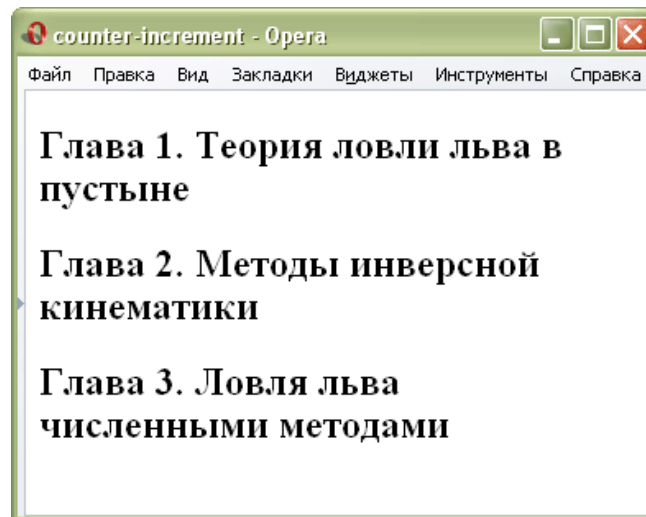 counter-increment - Opera
Файл Правка Вид Закладки Виджеты Инструменты Справка
Глава 1. Теория ловли льва в
пустыне
Глава 2. Методы инверсной
кинематики
Глава 3. Ловля льва
численными методами